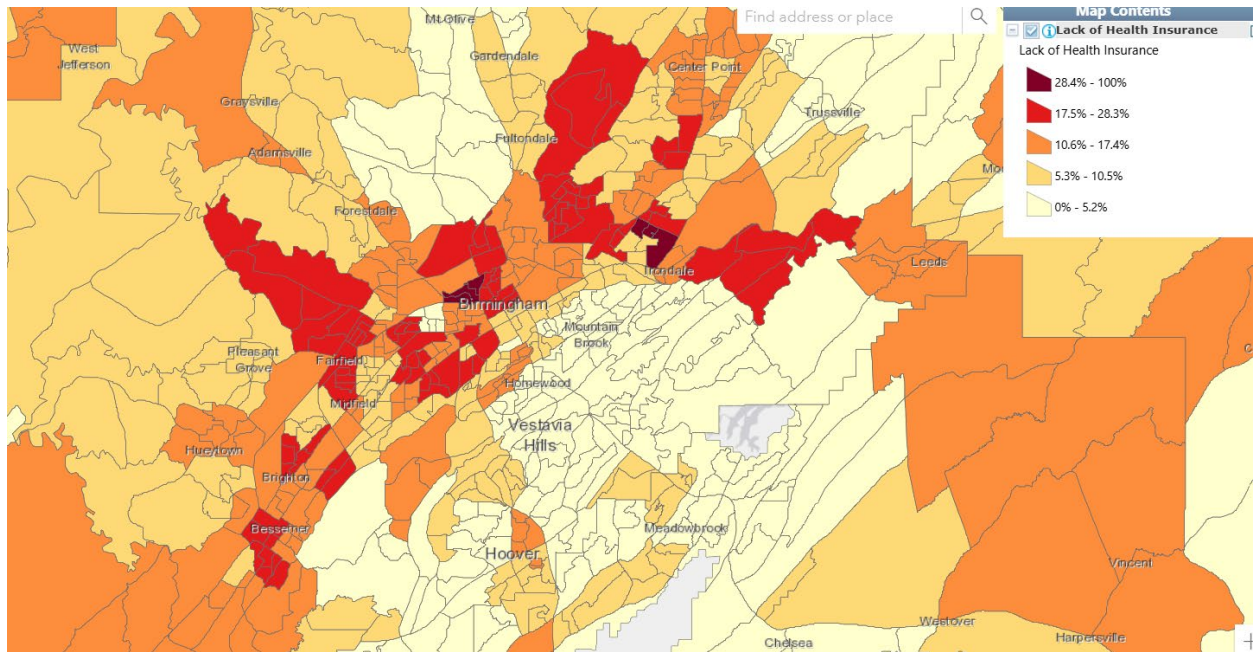 Find address or place
Map Contents
Lack of Health Insurance
Lack of Health Insurance
28.4% - 100%
17.5% - 28.3%
10.6% - 17.4%
5.3% - 10.5%
0% - 5.2%
Mt Olive
West
Jefferson
Gardendale
Center Point
Graysville
Trussville
Fultondale
Adamsville
Forestdale
Leeds
Irondale
Birmingham
Mountain
Brook
Pleasant
Grove
Fairfield
Homewood
Midfield
Vestavia
Hills
Hueytown
Brighton
Bessemer
Meadowbrook
Hoover
Vincent
Westover
Harpersville
Chelsea